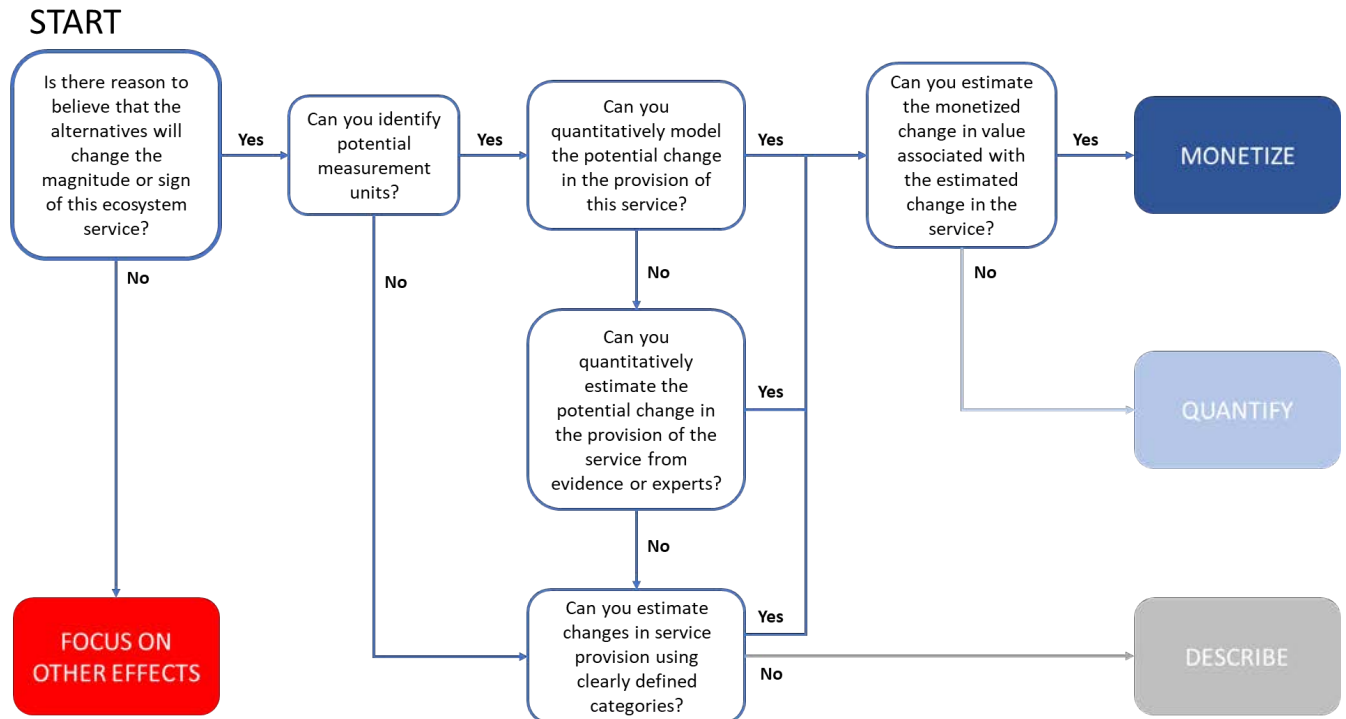 START
Is there reason to
believe that the
alternatives will
change the
magnitude or sign
of this ecosystem
service?
Yes
No
Can you identify
potential
measurement
units?
Yes
No
Can you
quantitatively model
the potential change
in the provision of
this service?
Yes
No
Can you estimate
the monetized
change in value
associated with
the estimated
change in the
service?
Yes
No
MONETIZE
Can you
quantitatively
estimate the
potential change in
the provision of the
service from
evidence or experts?
Yes
No
QUANTIFY
Can you estimate
changes in service
provision using
clearly defined
categories?
Yes
No
DESCRIBE
FOCUS ON
OTHER EFFECTS